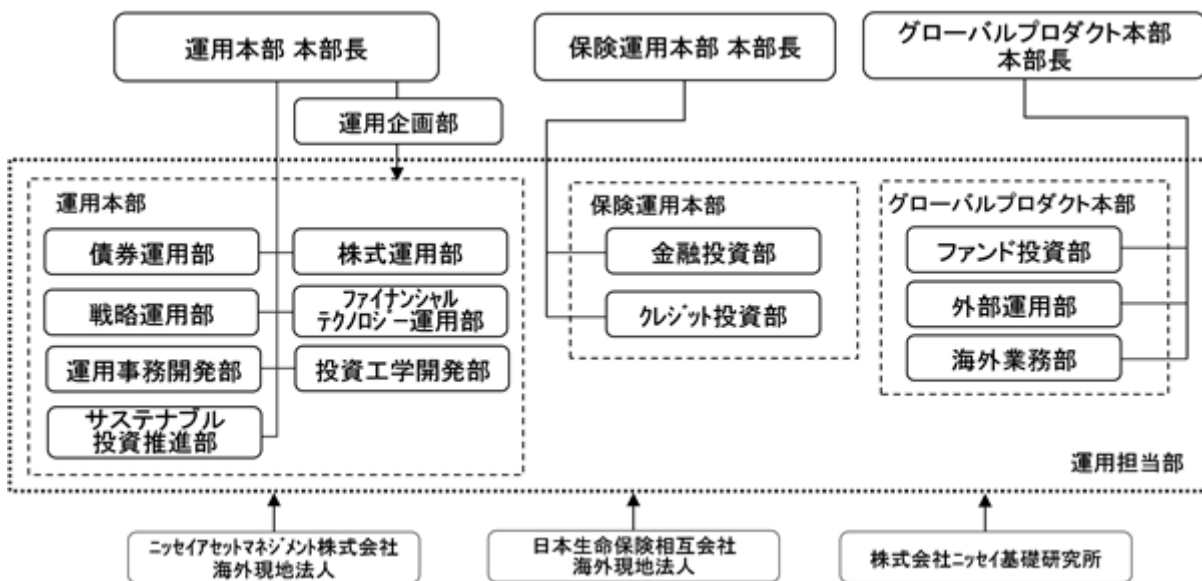 運用本部 本部長
保険運用本部 本部長
グローバルプロダクト本部
本部長
運用企画部
運用本部
債券運用部
株式運用部
戦略運用部
ファイナンシャル
テクノロジー運用部
運用事務開発部
投資工学開発部
サステナブル
投資推進部
保険運用本部
金融投資部
クレジット投資部
グローバルプロダクト本部
ファンド投資部
外部運用部
海外業務部
運用担当部
ニッセイアセットマネジメント株式会社
海外現地法人
日本生命保険相互会社
海外現地法人
株式会社ニッセイ基礎研究所